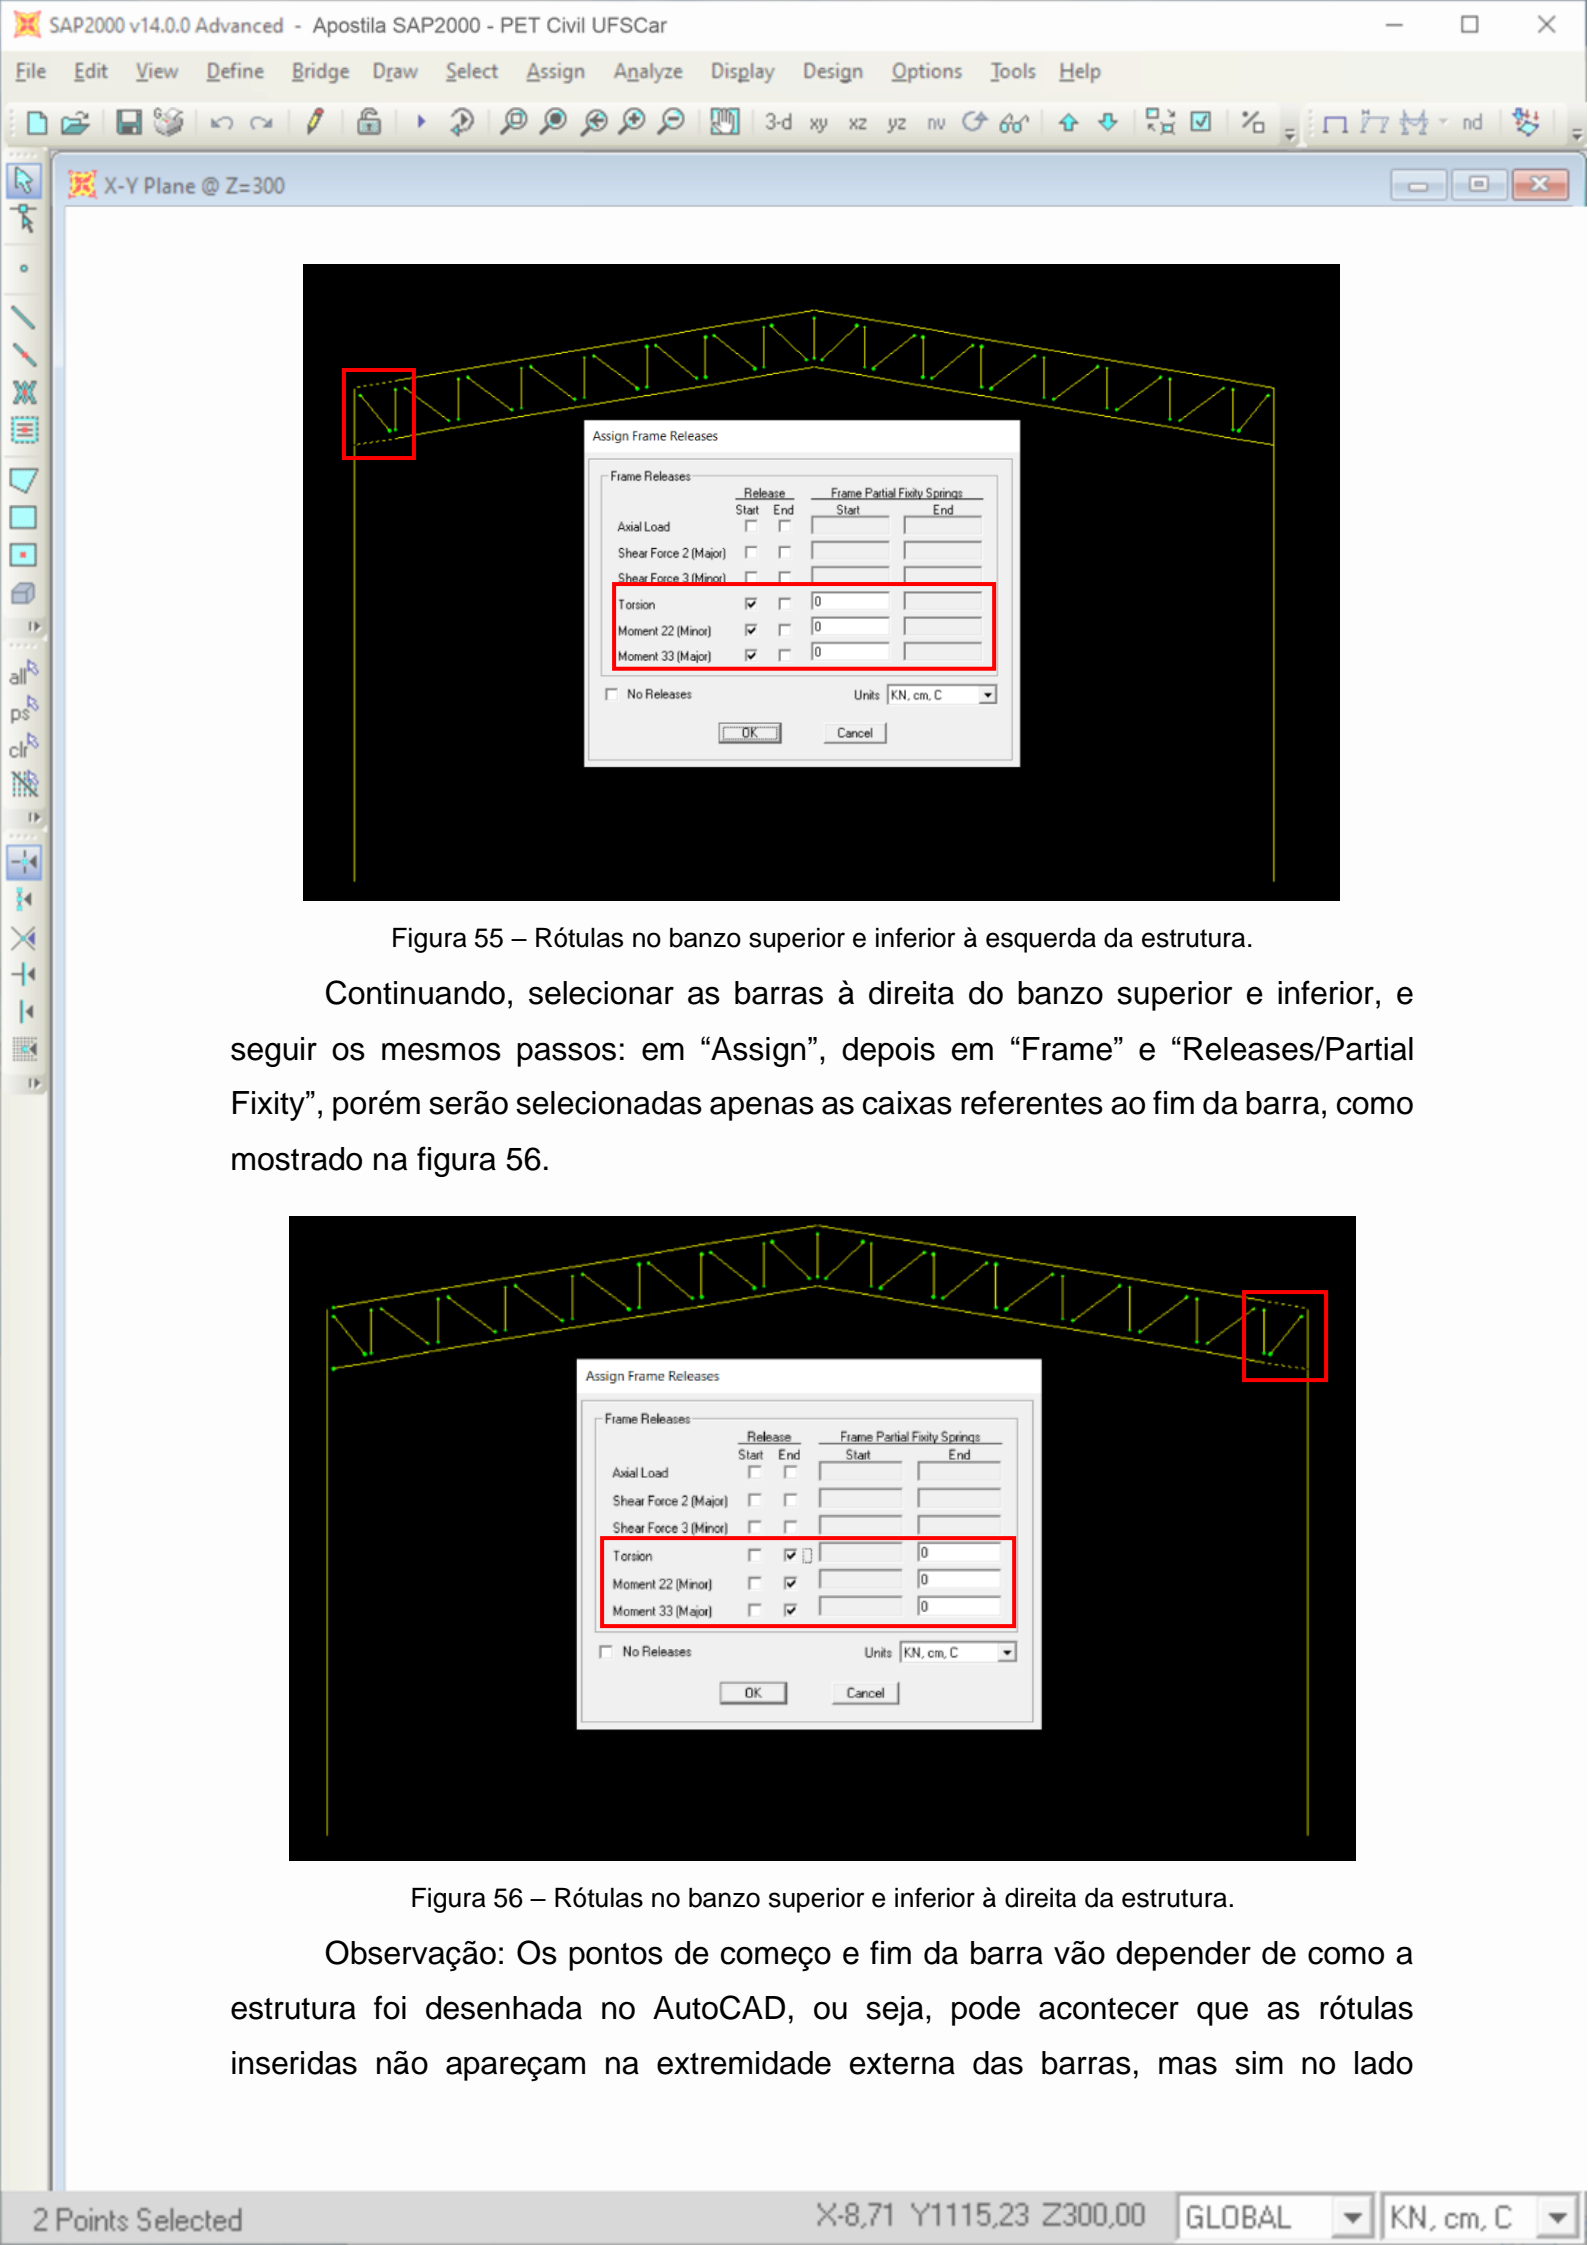 SAP2000 v14.0.0 Advanced - Apostila SAP2000 - PET Civil UFSCar
File Edit View Define Bridge Draw Select Assign Analyze Display Design Options Tools Help
3-d xy xz yz nv nd
X-Y Plane @ Z=300
all
ps
clr
Assign Frame Releases
Frame Releases
Release Frame Partial Fixity Springs
Start End Start End
Axial Load
Shear Force 2 (Major)
Shear Force 3 (Minor)
Torsion 0
Moment 22 (Minor) 0
Moment 33 (Major) 0
No Releases Units KN, cm, C
OK Cancel
Figura 55 – Rótulas no banzo superior e inferior à esquerda da estrutura.
Continuando, selecionar as barras à direita do banzo superior e inferior, e
seguir os mesmos passos: em “Assign”, depois em “Frame” e “Releases/Partial
Fixity”, porém serão selecionadas apenas as caixas referentes ao fim da barra, como
mostrado na figura 56.
Assign Frame Releases
Frame Releases
Release Frame Partial Fixity Springs
Start End Start End
Axial Load
Shear Force 2 (Major)
Shear Force 3 (Minor)
Torsion 0
Moment 22 (Minor) 0
Moment 33 (Major) 0
No Releases Units KN, cm, C
OK Cancel
Figura 56 – Rótulas no banzo superior e inferior à direita da estrutura.
Observação: Os pontos de começo e fim da barra vão depender de como a
estrutura foi desenhada no AutoCAD, ou seja, pode acontecer que as rótulas
inseridas não apareçam na extremidade externa das barras, mas sim no lado
2 Points Selected X-8,71 Y1115,23 Z300,00 GLOBAL KN, cm, C